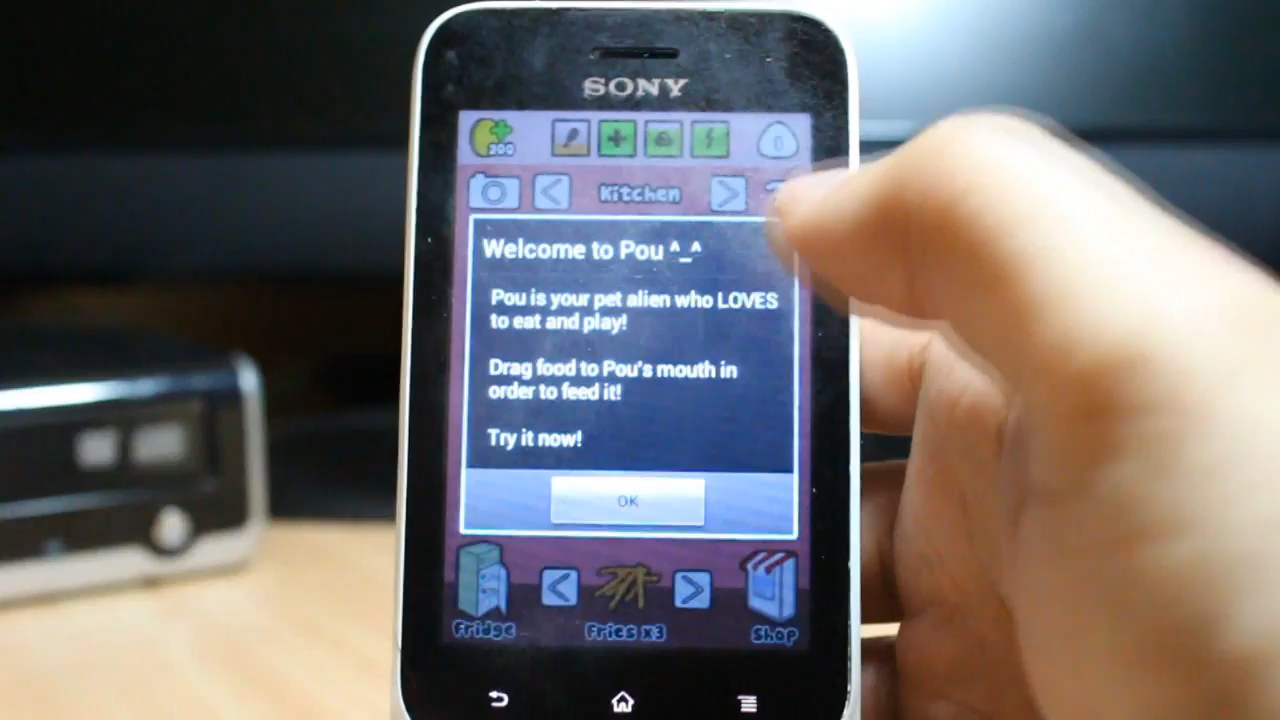 SONY
200
0
Kitchen
Welcome to Pou ^_^
Pou is your pet alien who LOVES
to eat and play!
Drag food to Pou's mouth in
order to feed it!
Try it now!
OK
Fridge
Fries x3
Shop